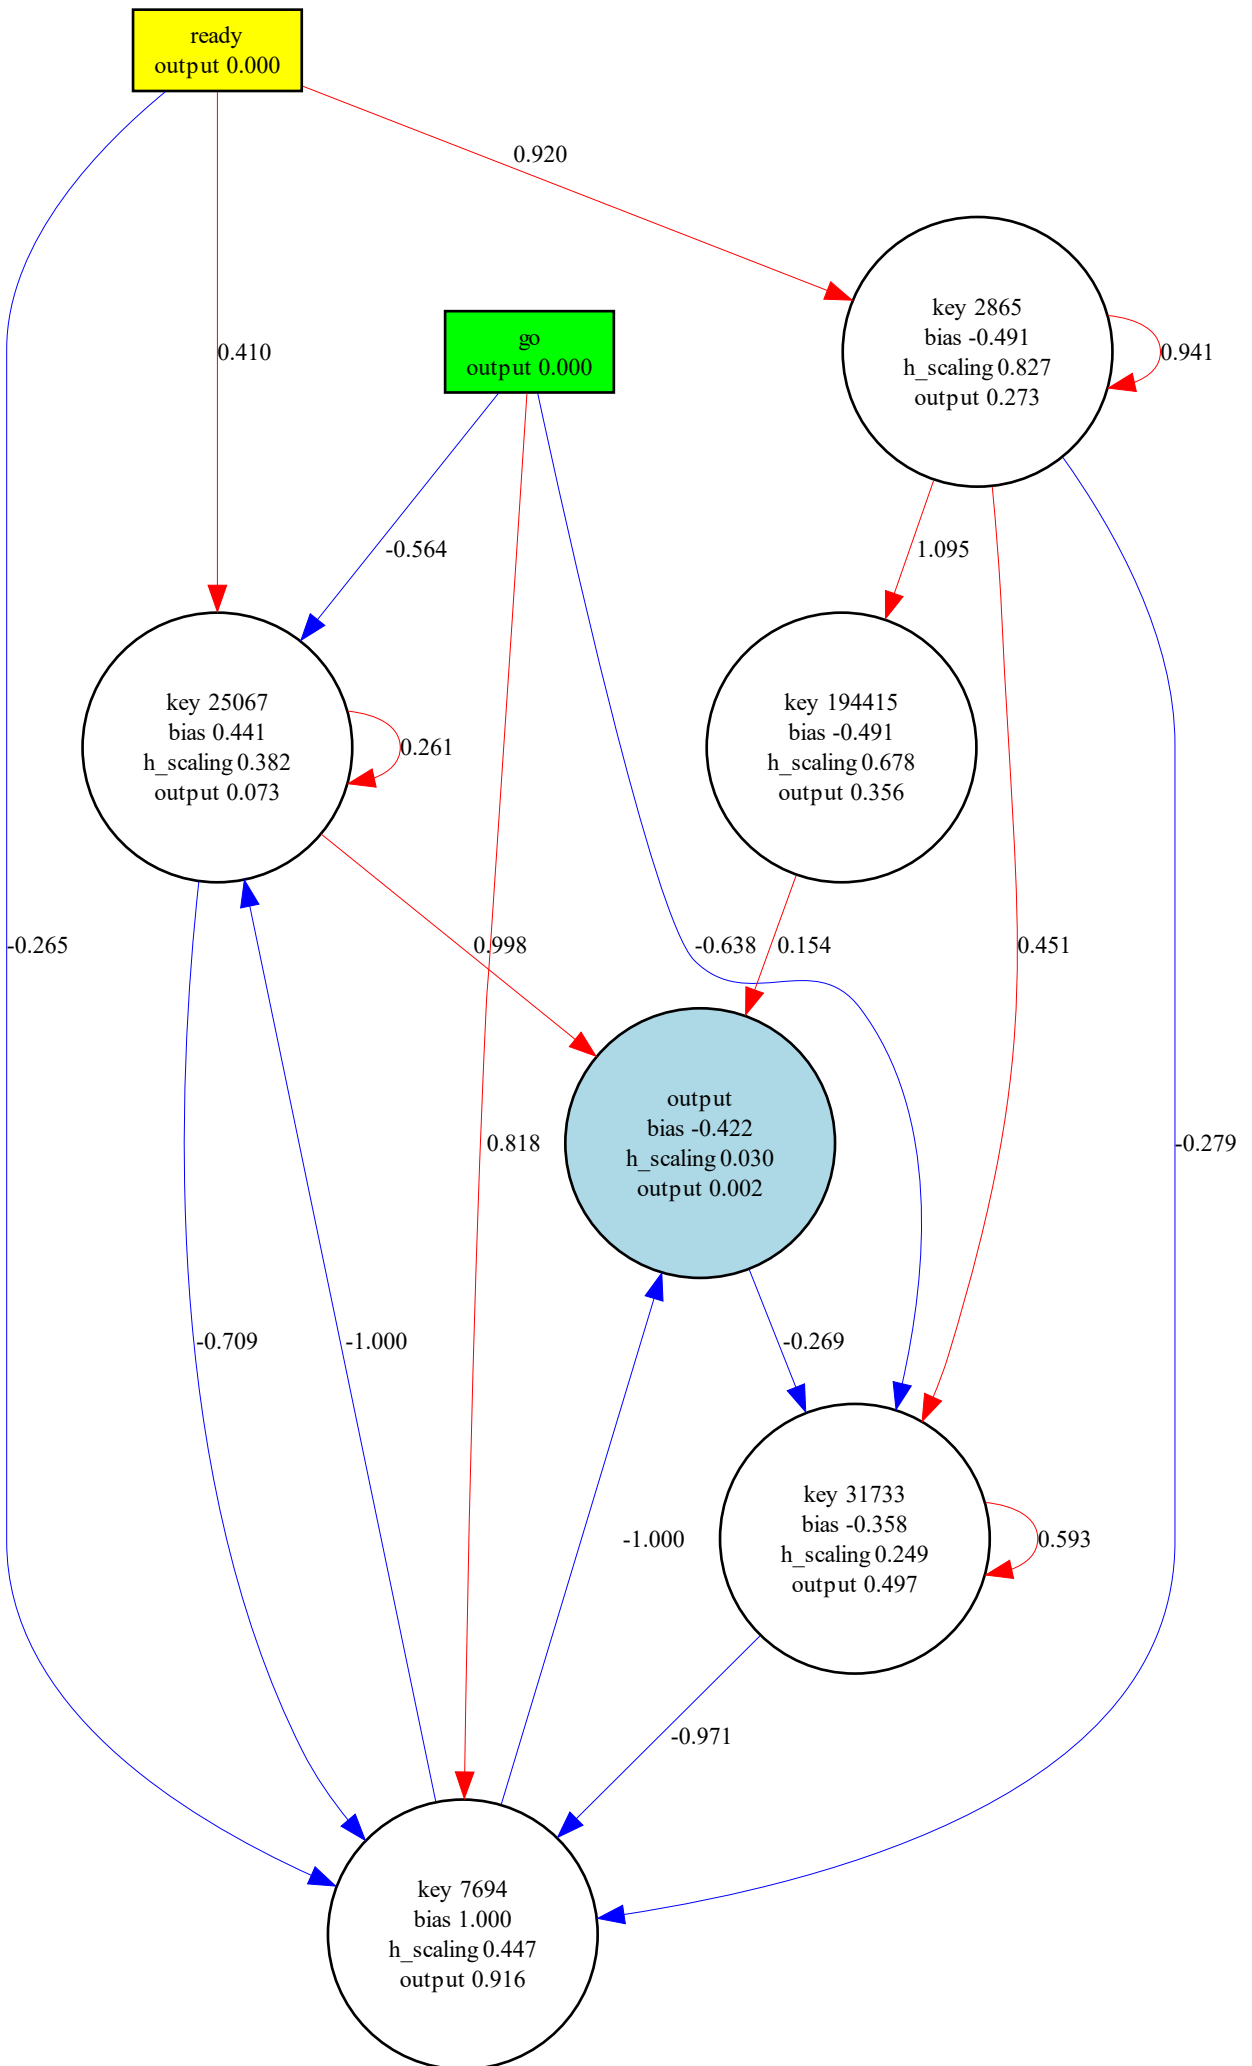 ready
output 0.000
0.920
go
output 0.000
key 2865
bias -0.491
h_scaling 0.827
output 0.273
0.941
0.410
-0.564
1.095
key 25067
bias 0.441
h_scaling 0.382
output 0.073
0.261
key 194415
bias -0.491
h_scaling 0.678
output 0.356
-0.265
0.998
-0.638
0.154
0.451
output
bias -0.422
h_scaling 0.030
output 0.002
0.818
-0.279
-0.709
-1.000
-0.269
-1.000
key 31733
bias -0.358
h_scaling 0.249
output 0.497
0.593
-0.971
key 7694
bias 1.000
h_scaling 0.447
output 0.916